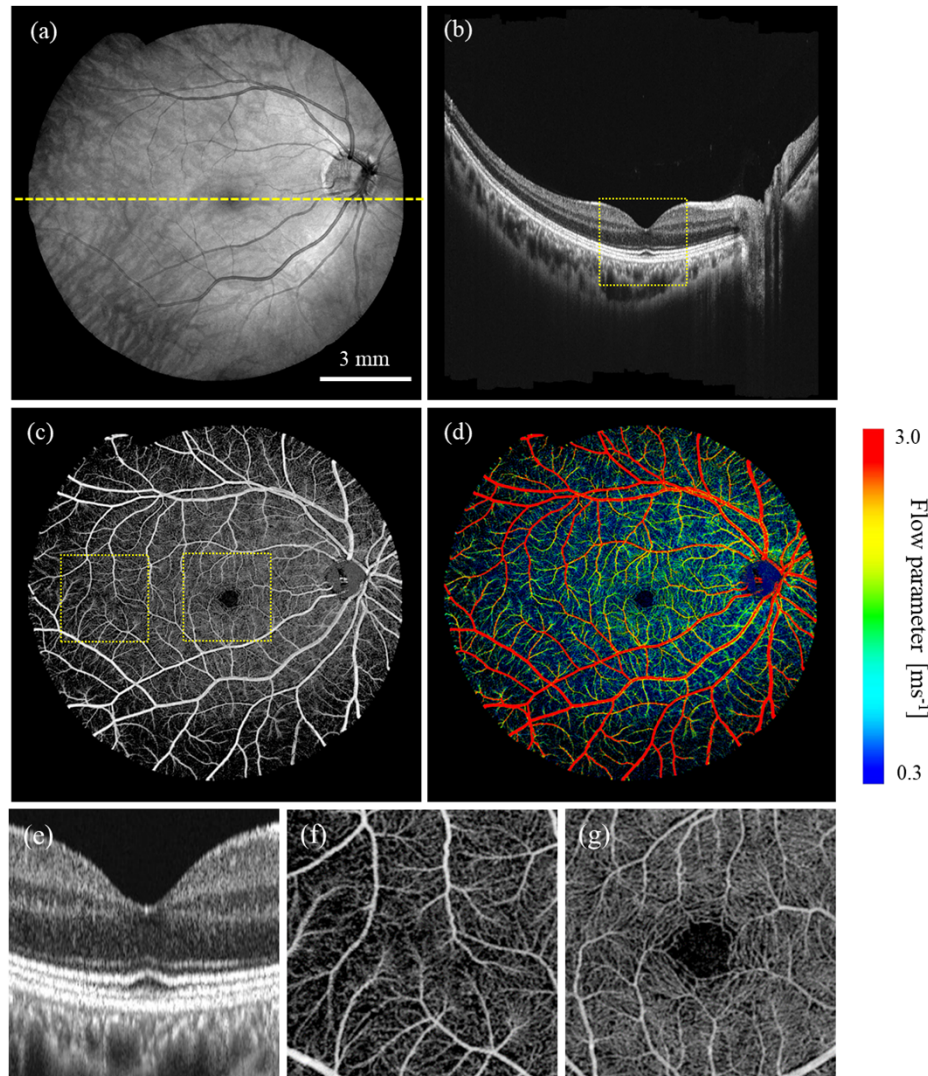 (a)
(b)
3 mm
(c)
(d)
3.0
Flow parameter [ms⁻¹]
0.3
(e)
(f)
(g)